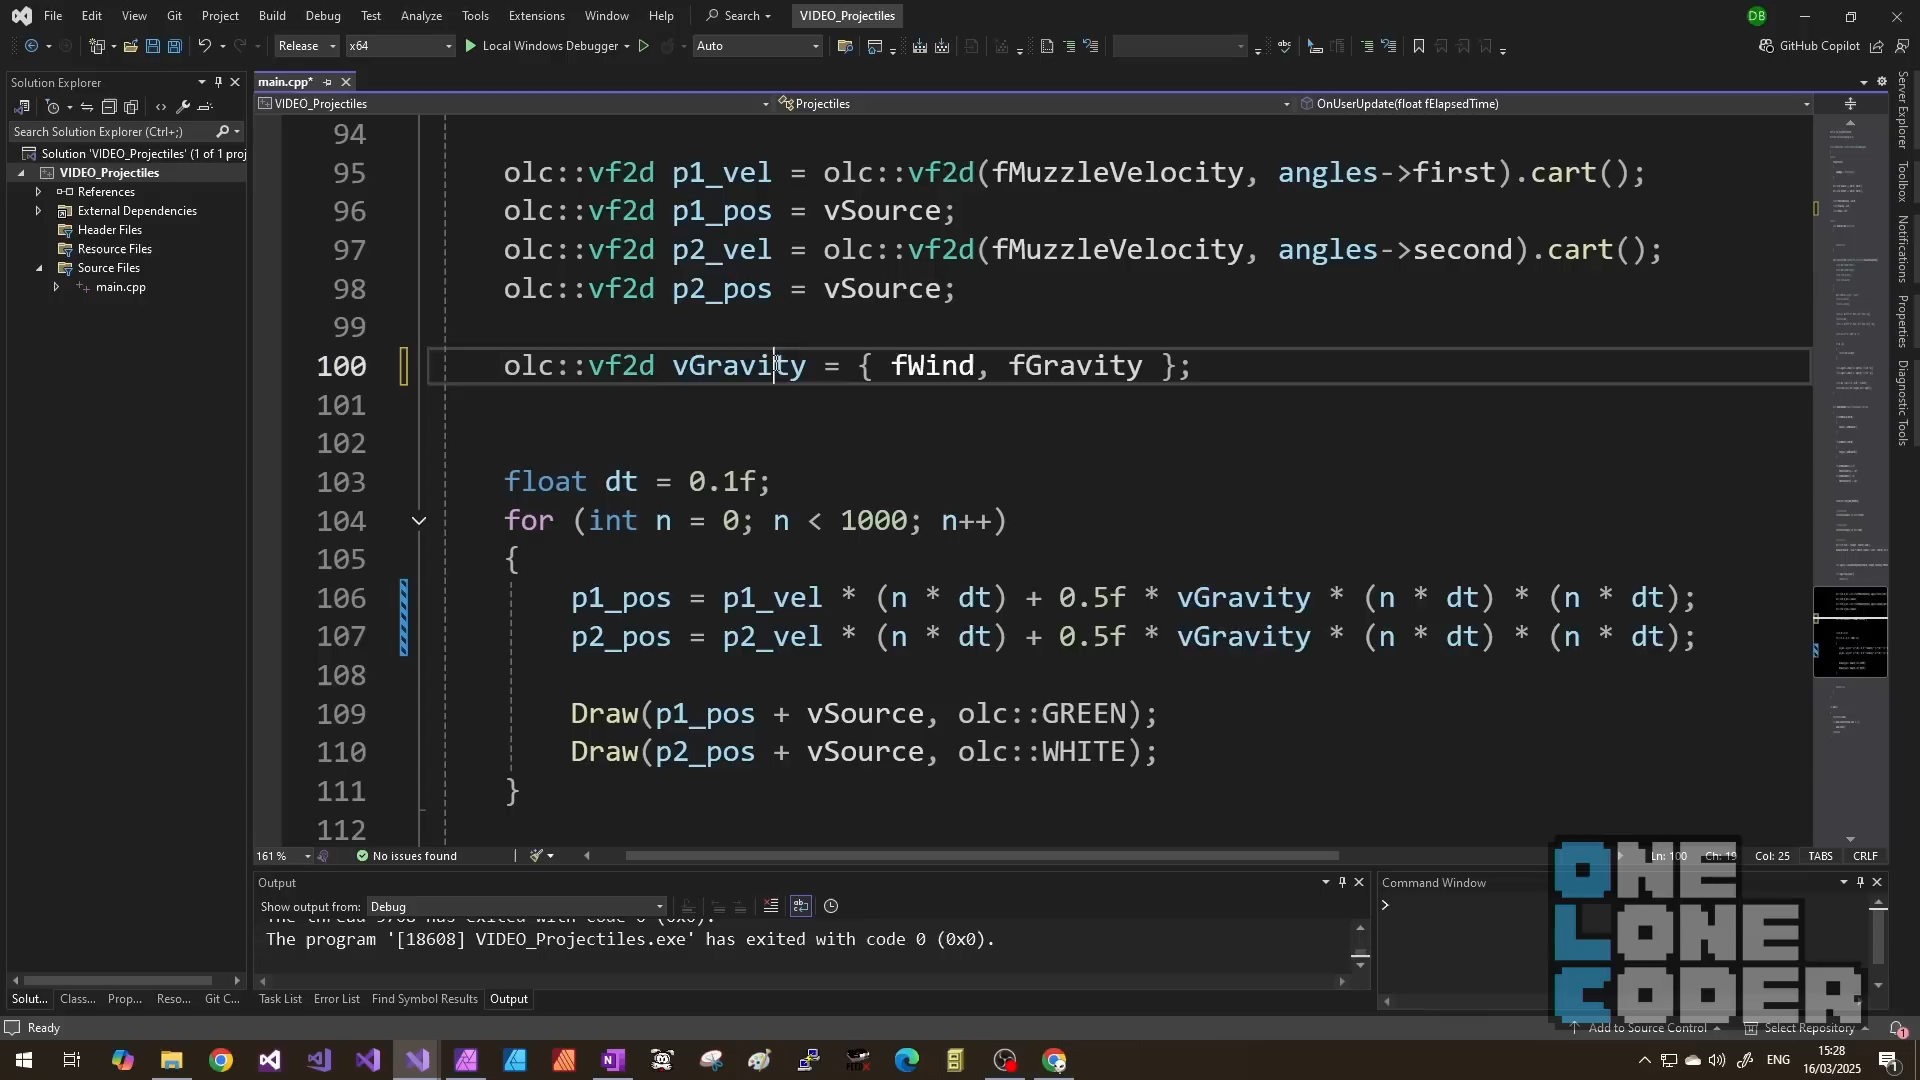 File Edit View Git Project Build Debug Test Analyze Tools Extensions Window Help Search VIDEO_Projectiles DB
Release x64 Local Windows Debugger Auto GitHub Copilot
Solution Explorer
Search Solution Explorer (Ctrl+;)
Solution 'VIDEO_Projectiles' (1 of 1 proj
VIDEO_Projectiles
References
External Dependencies
Header Files
Resource Files
Source Files
main.cpp
main.cpp*
VIDEO_Projectiles Projectiles OnUserUpdate(float fElapsedTime)
94
95 olc::vf2d p1_vel = olc::vf2d(fMuzzleVelocity, angles->first).cart();
96 olc::vf2d p1_pos = vSource;
97 olc::vf2d p2_vel = olc::vf2d(fMuzzleVelocity, angles->second).cart();
98 olc::vf2d p2_pos = vSource;
99
100 olc::vf2d vGravity = { fWind, fGravity };
101
102
103 float dt = 0.1f;
104 for (int n = 0; n < 1000; n++)
105 {
106 p1_pos = p1_vel * (n * dt) + 0.5f * vGravity * (n * dt) * (n * dt);
107 p2_pos = p2_vel * (n * dt) + 0.5f * vGravity * (n * dt) * (n * dt);
108
109 Draw(p1_pos + vSource, olc::GREEN);
110 Draw(p2_pos + vSource, olc::WHITE);
111 }
112
161 % No issues found Ln: 100 Ch: 19 Col: 25 TABS CRLF
Server Explorer
Toolbox
Notifications
Properties
Diagnostic Tools
Output
Show output from: Debug
The program '[18608] VIDEO_Projectiles.exe' has exited with code 0 (0x0).
Command Window
>
Solut... Class... Prop... Reso... Git C... Task List Error List Find Symbol Results Output
ONE
LONE
CODER
Ready Add to Source Control Select Repository 1
ENG
15:28
16/03/2025
1